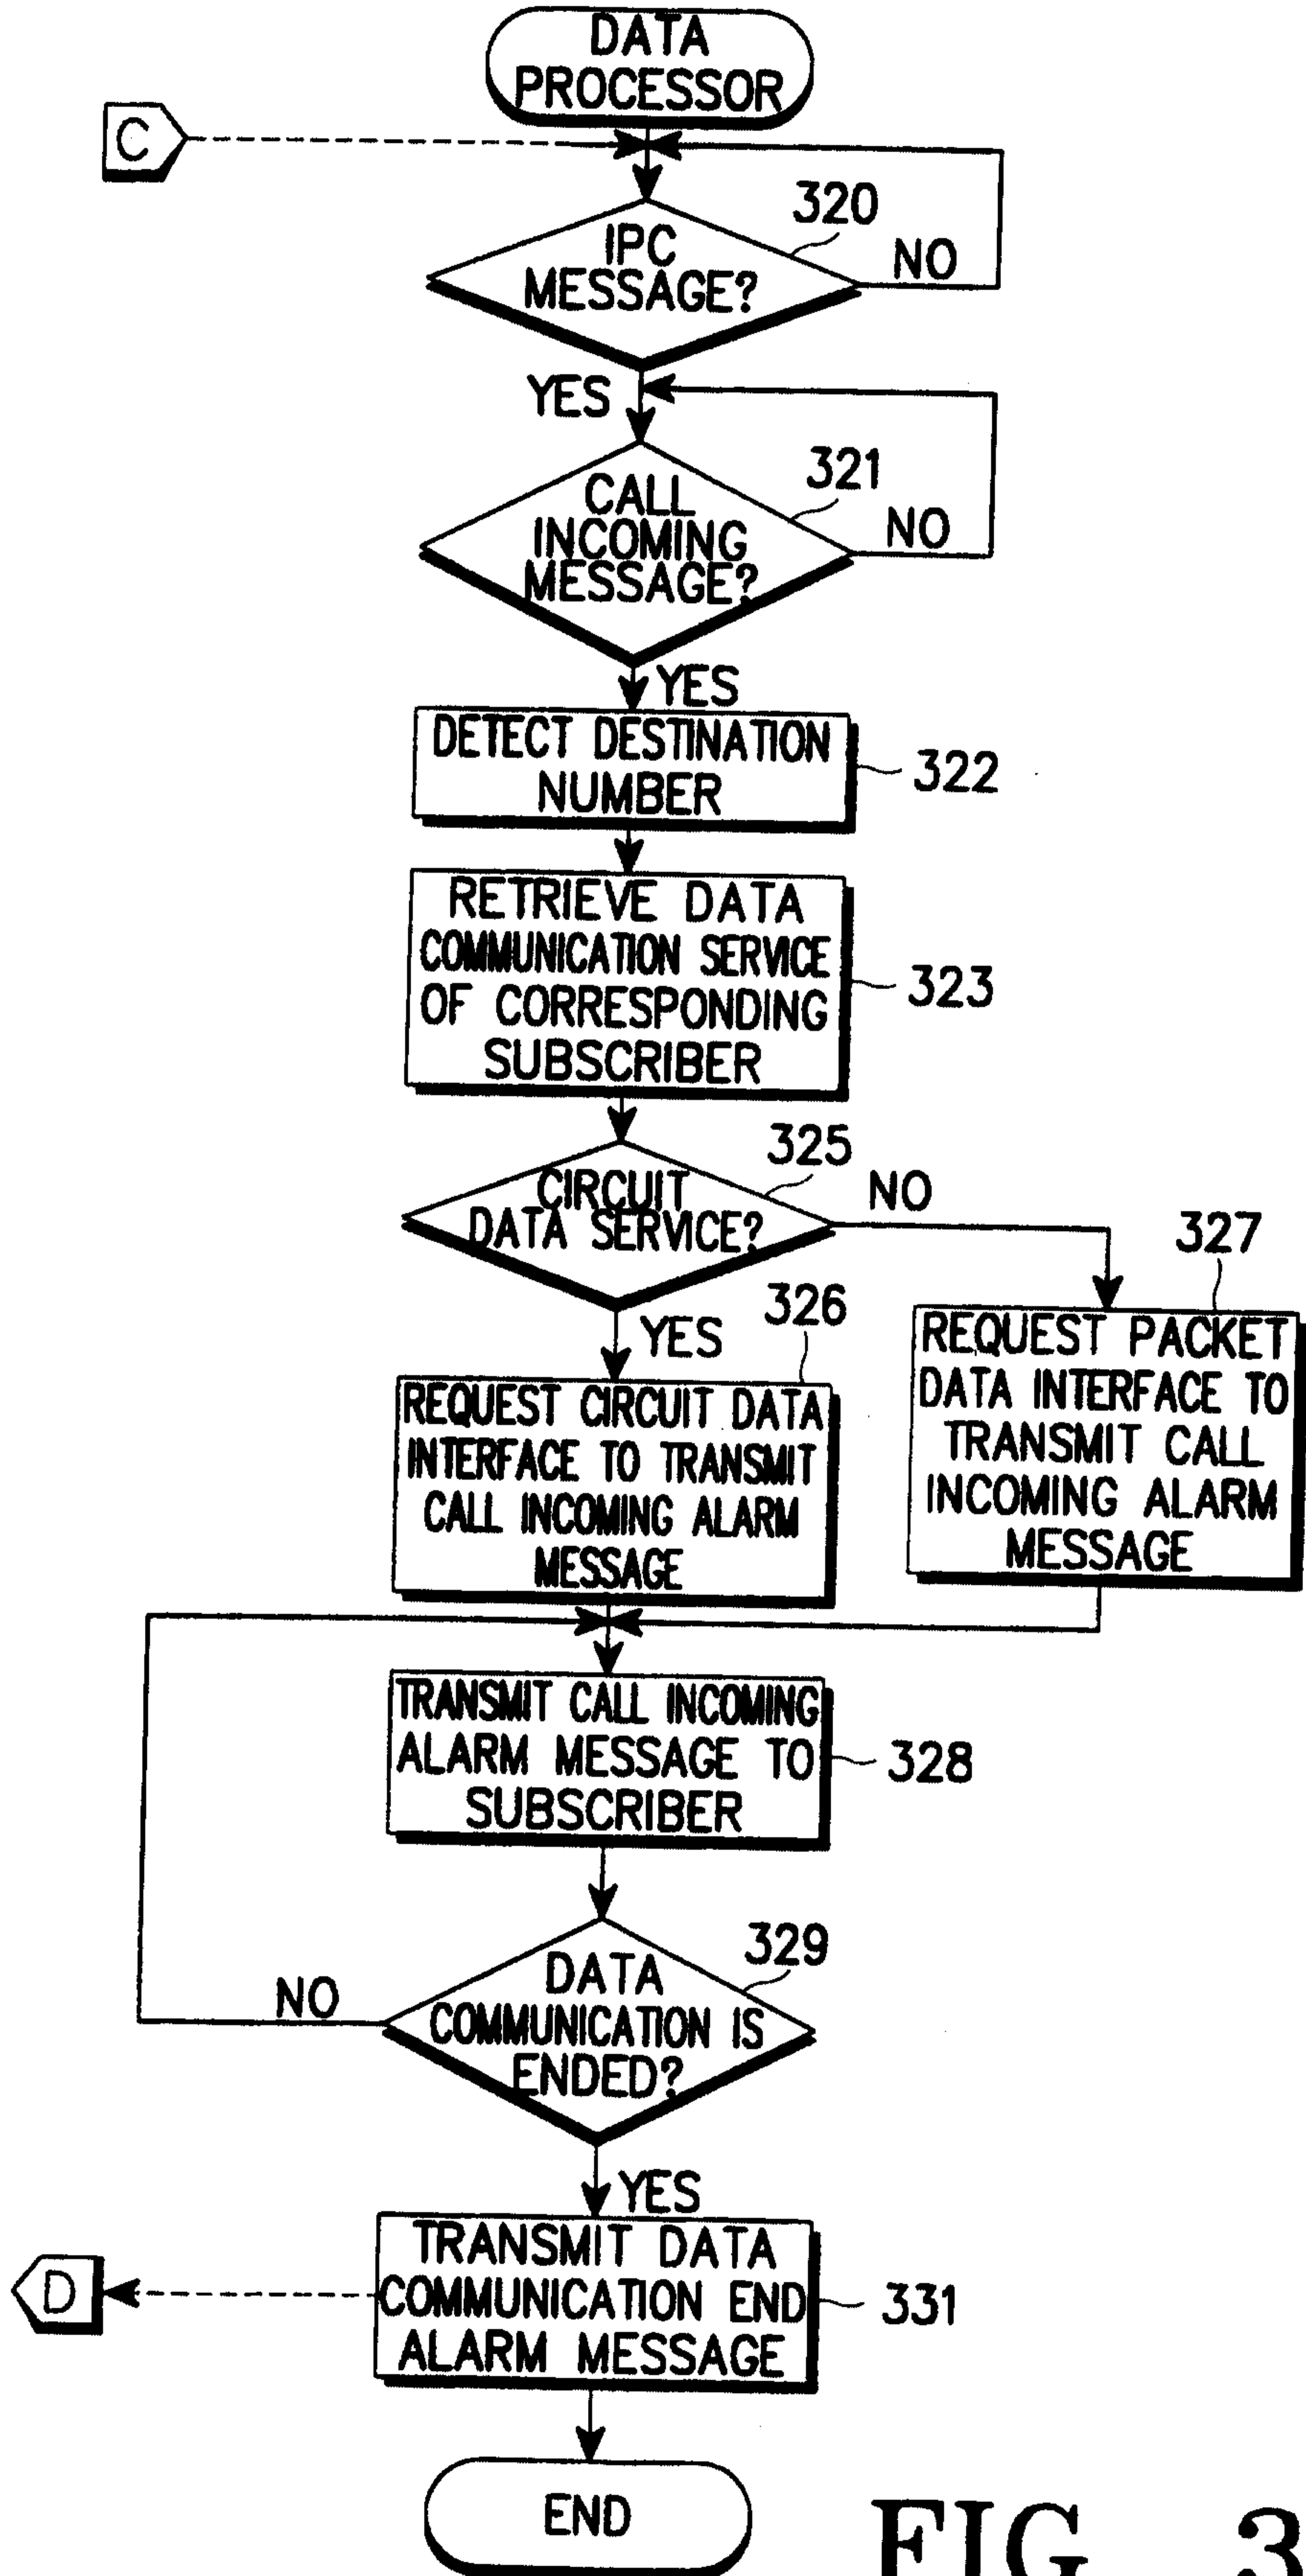 DATA
PROCESSOR
C
320
IPC
MESSAGE?
NO
YES
321
CALL
INCOMING
MESSAGE?
NO
YES
DETECT DESTINATION
NUMBER
322
RETRIEVE DATA
COMMUNICATION SERVICE
OF CORRESPONDING
SUBSCRIBER
323
325
CIRCUIT
DATA SERVICE?
NO
327
326
YES
REQUEST PACKET
DATA INTERFACE TO
TRANSMIT CALL
INCOMING ALARM
MESSAGE
REQUEST CIRCUIT DATA
INTERFACE TO TRANSMIT
CALL INCOMING ALARM
MESSAGE
TRANSMIT CALL INCOMING
ALARM MESSAGE TO
SUBSCRIBER
328
329
DATA
COMMUNICATION IS
ENDED?
NO
YES
TRANSMIT DATA
COMMUNICATION END
ALARM MESSAGE
331
D
END
FIG. 3